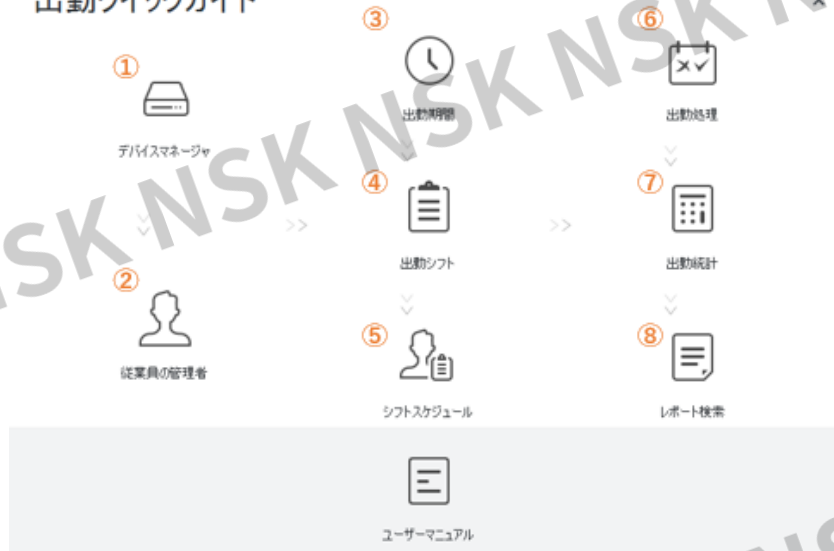 出勤クイックガイド
×
①
デバイスマネージャ
②
従業員の管理者
③
出勤期間
④
出勤シフト
⑤
シフトスケジュール
⑥
出勤処理
⑦
出勤統計
⑧
レポート検索
ユーザーマニュアル
NSK NSK NSK NSK
NSK